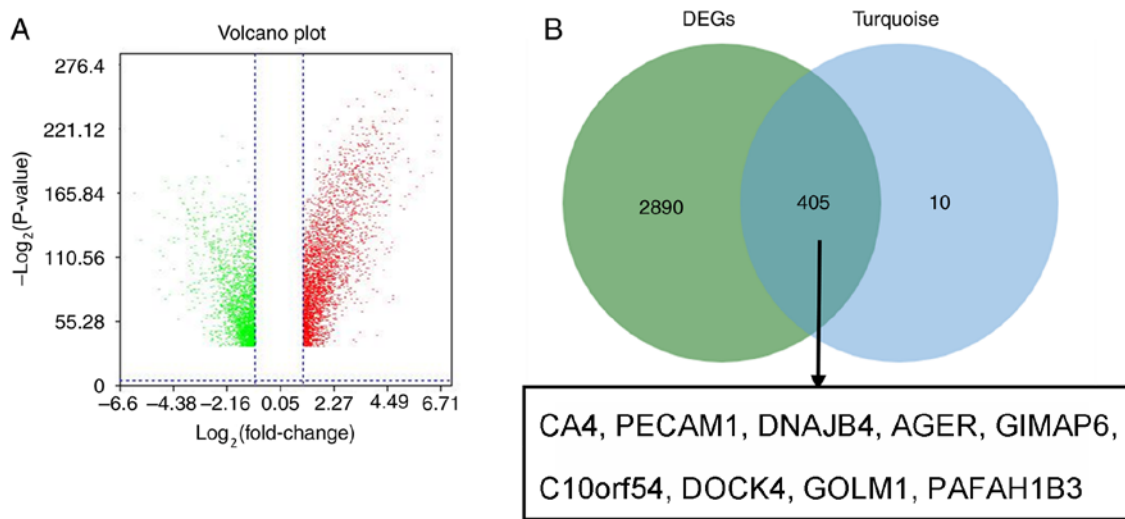 A
Volcano plot
276.4
221.12
165.84
110.56
55.28
0
−Log₂(P-value)
−6.6 −4.38 −2.16 0.05 2.27 4.49 6.71
Log₂(fold-change)
B
DEGs Turquoise
2890 405 10
CA4, PECAM1, DNAJB4, AGER, GIMAP6,
C10orf54, DOCK4, GOLM1, PAFAH1B3